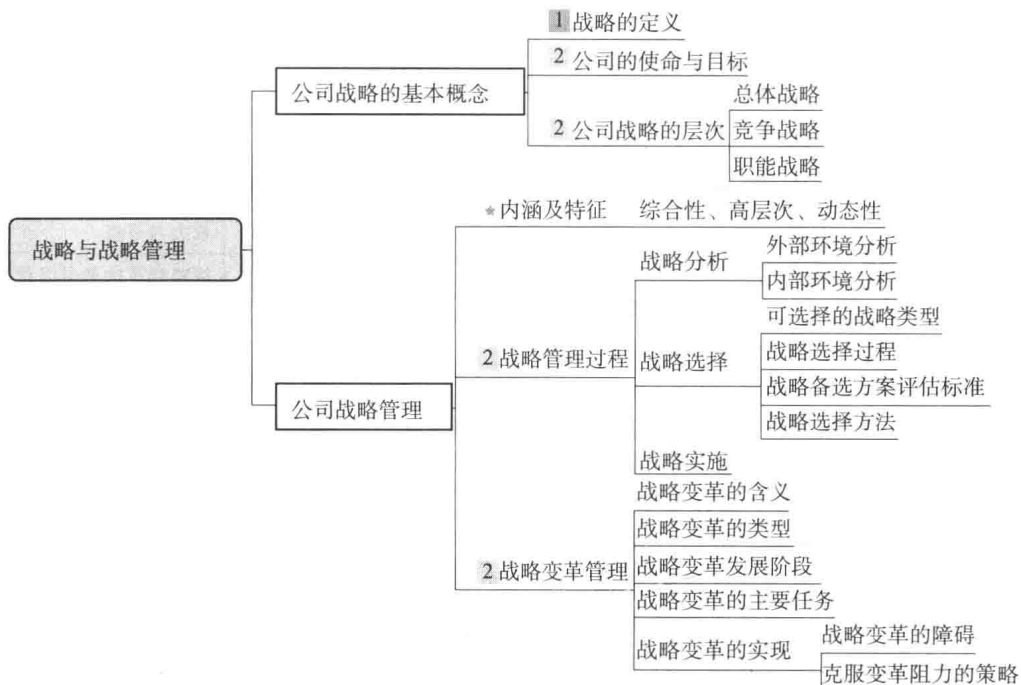 1 战略的定义
2 公司的使命与目标
公司战略的基本概念
总体战略
2 公司战略的层次
竞争战略
职能战略
战略与战略管理
★内涵及特征 综合性、高层次、动态性
外部环境分析
战略分析
内部环境分析
可选择的战略类型
2 战略管理过程
战略选择
战略选择过程
战略备选方案评估标准
公司战略管理
战略选择方法
战略实施
战略变革的含义
战略变革的类型
2 战略变革管理
战略变革发展阶段
战略变革的主要任务
战略变革的实现
战略变革的障碍
克服变革阻力的策略